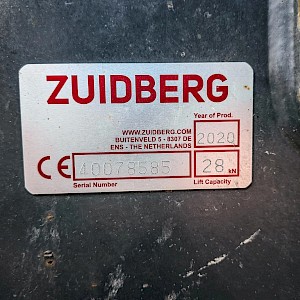 ZUIDBERG
Year of Prod.
WWW.ZUIDBERG.COM
BUITENVELD 5 - 8307 DE
ENS - THE NETHERLANDS
2020
CE 40078585 28 kN
Serial Number Lift Capacity